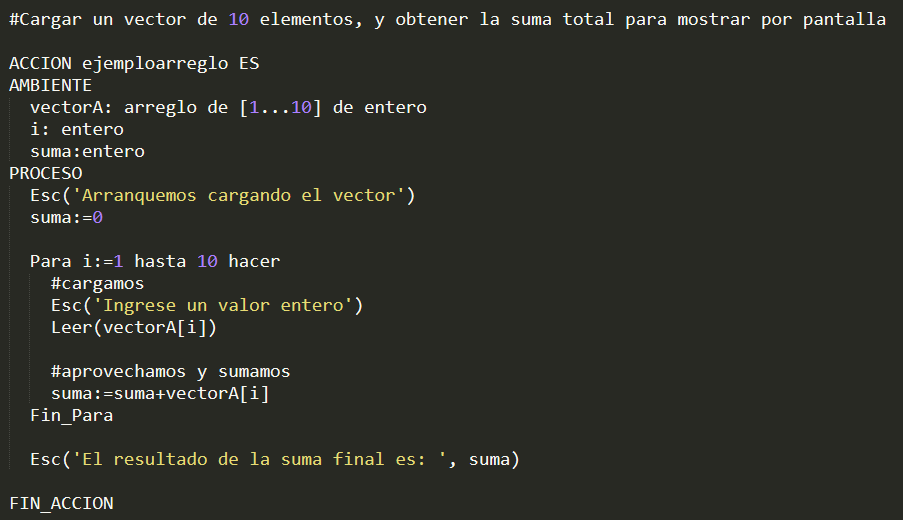 #Cargar un vector de 10 elementos, y obtener la suma total para mostrar por pantalla
ACCION ejemploarreglo ES
AMBIENTE
vectorA: arreglo de [1...10] de entero
i: entero
suma:entero
PROCESO
Esc('Arranquemos cargando el vector')
suma:=0
Para i:=1 hasta 10 hacer
#cargamos
Esc('Ingrese un valor entero')
Leer(vectorA[i])
#aprovechamos y sumamos
suma:=suma+vectorA[i]
Fin_Para
Esc('El resultado de la suma final es: ', suma)
FIN_ACCION